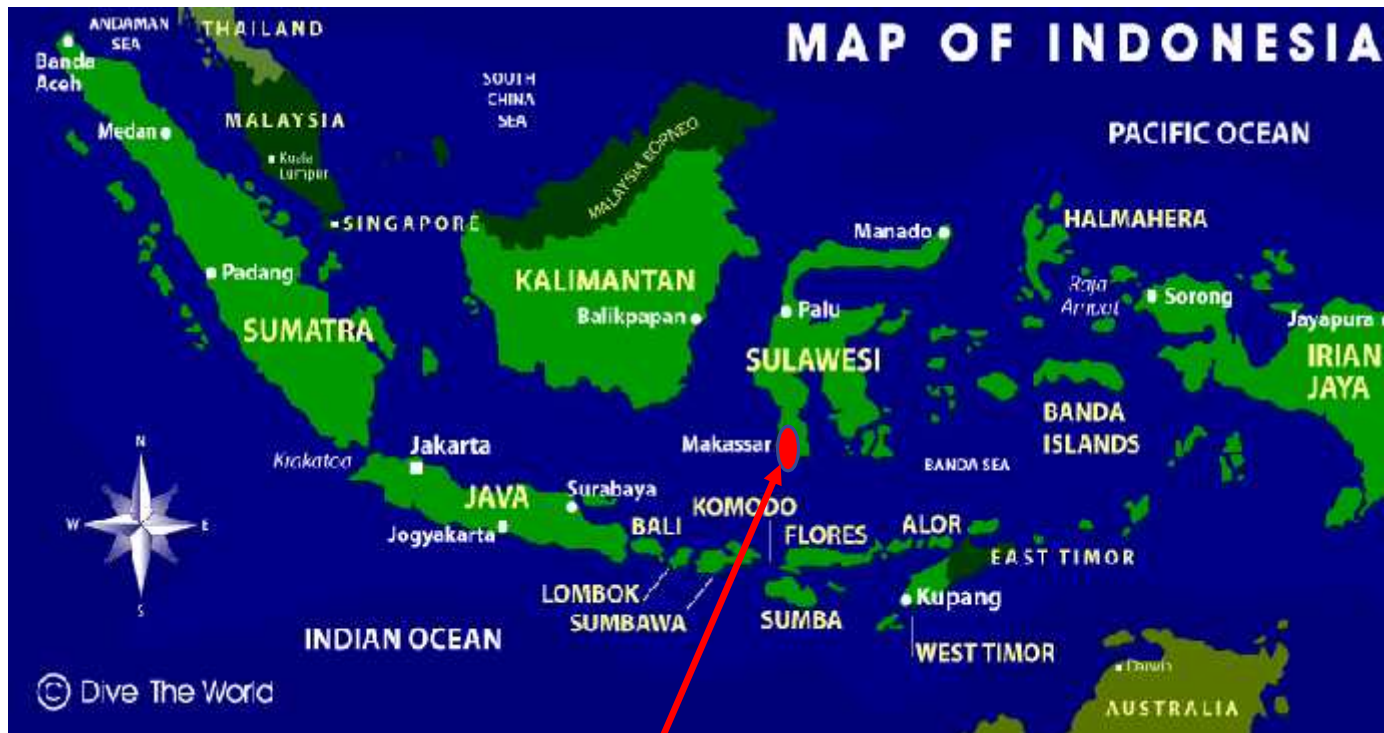 MAP OF INDONESIA
ANDAMAN
SEA
THAILAND
Banda
Aceh
SOUTH
CHINA
SEA
PACIFIC OCEAN
Medan
MALAYSIA
Kuala
Lumpur
MALAYSIA BORNEO
SINGAPORE
HALMAHERA
Manado
Padang
KALIMANTAN
Raja
Ampat
Sorong
SUMATRA
Balikpapan
Palu
Jayapura
SULAWESI
IRIAN
JAYA
BANDA
ISLANDS
N
Makassar
Jakarta
Krakatoa
BANDA SEA
JAVA
Surabaya
KOMODO
W
E
Jogyakarta
BALI
FLORES
ALOR
EAST TIMOR
S
LOMBOK
SUMBAWA
SUMBA
Kupang
INDIAN OCEAN
WEST TIMOR
Darwin
© Dive The World
AUSTRALIA